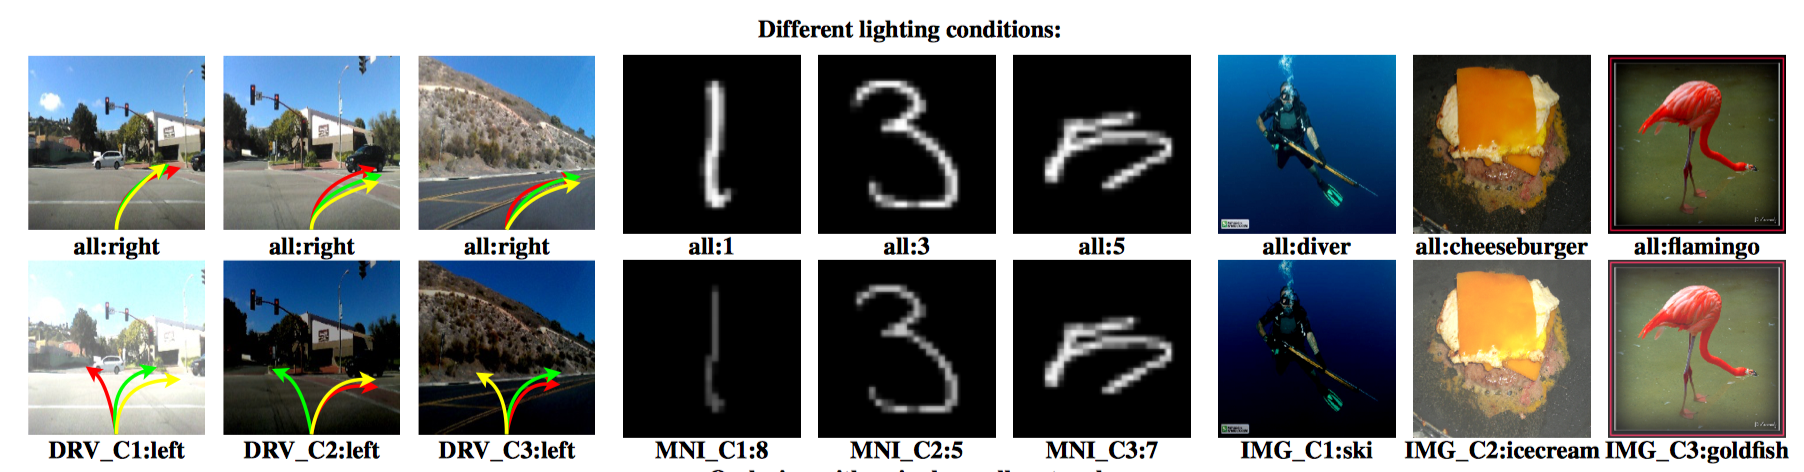 Different lighting conditions:
all:right all:right all:right all:1 all:3 all:5 all:diver all:cheeseburger all:flamingo
DRV_C1:left DRV_C2:left DRV_C3:left MNI_C1:8 MNI_C2:5 MNI_C3:7 IMG_C1:ski IMG_C2:icecream IMG_C3:goldfish